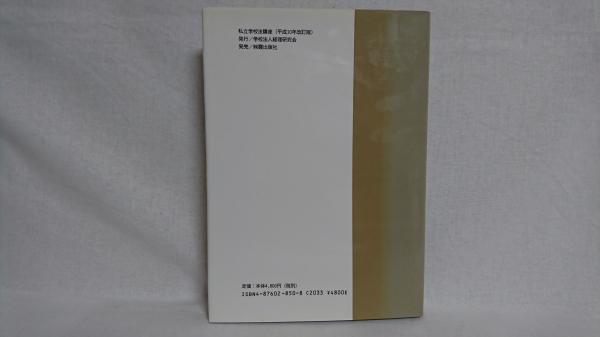 私立学校法講座（平成10年改訂版）
発行／学校法人経理研究会
発売／㈱霞出版社
定価：本体4,800円（税別）
ISBN4-87602-850-8 C2033 ¥4800E